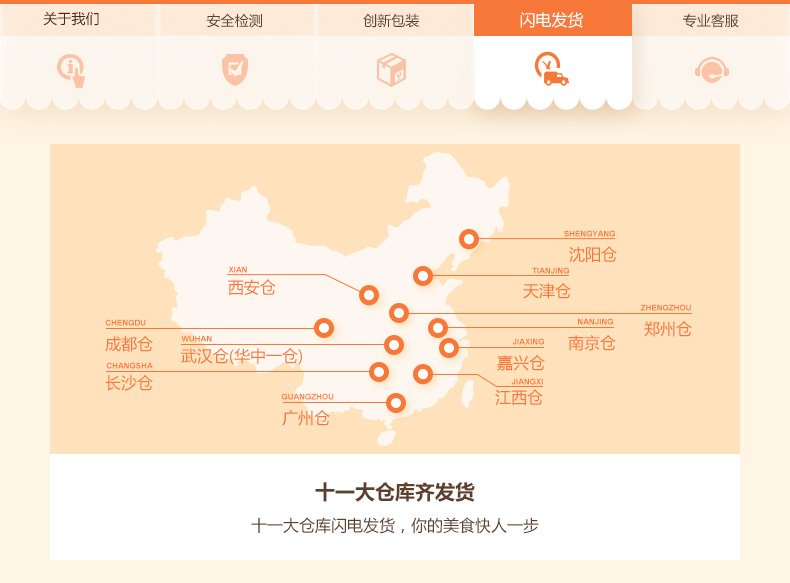 关于我们
安全检测
创新包装
闪电发货
专业客服
SHENGYANG
沈阳仓
XIAN
西安仓
TIANJING
天津仓
ZHENGZHOU
郑州仓
CHENGDU
成都仓
NANJING
南京仓
WUHAN
武汉仓(华中一仓)
JIAXING
嘉兴仓
CHANGSHA
长沙仓
JIANGXI
江西仓
GUANGZHOU
广州仓
十一大仓库齐发货
十一大仓库闪电发货，你的美食快人一步